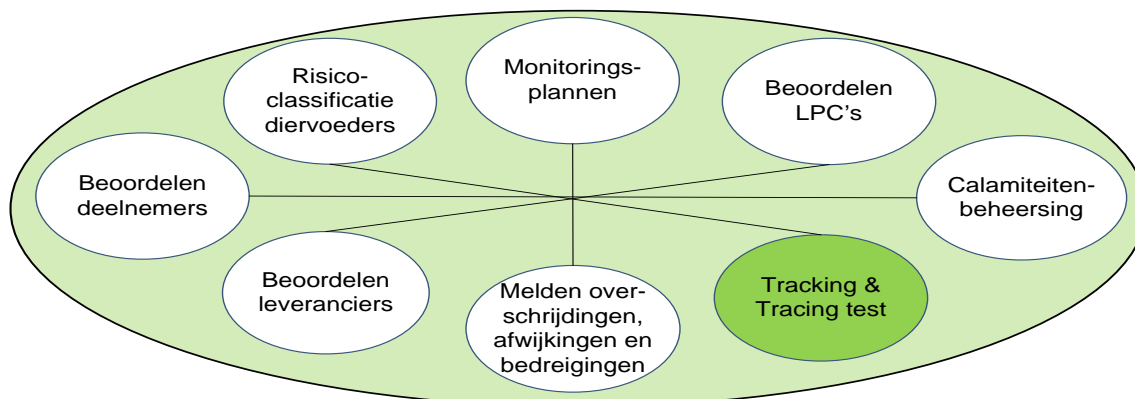 Risico-
classificatie
diervoeders
Monitorings-
plannen
Beoordelen
LPC's
Beoordelen
deelnemers
Calamiteiten-
beheersing
Beoordelen
leveranciers
Melden over-
schrijdingen,
afwijkingen en
bedreigingen
Tracking &
Tracing test